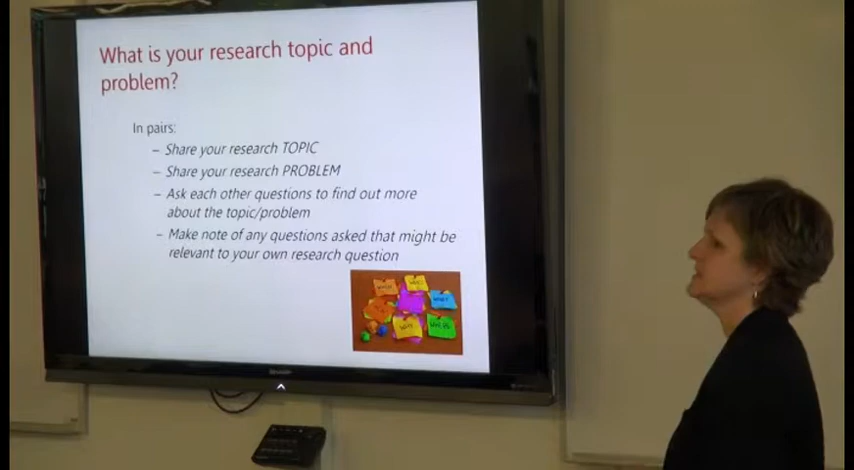 What is your research topic and
problem?
In pairs:
– Share your research TOPIC
– Share your research PROBLEM
– Ask each other questions to find out more
about the topic/problem
– Make note of any questions asked that might be
relevant to your own research question
SHARP